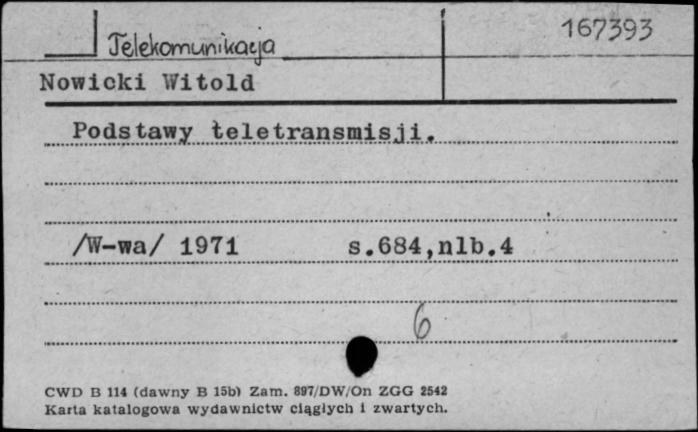 167393
Telekomunikacja
Nowicki Witold
Podstawy teletransmisji.
/W-wa/ 1971 s.684,nlb.4
6
CWD B 114 (dawny B 15b) Zam. 897/DW/On ZGG 2542
Karta katalogowa wydawnictw ciągłych i zwartych.